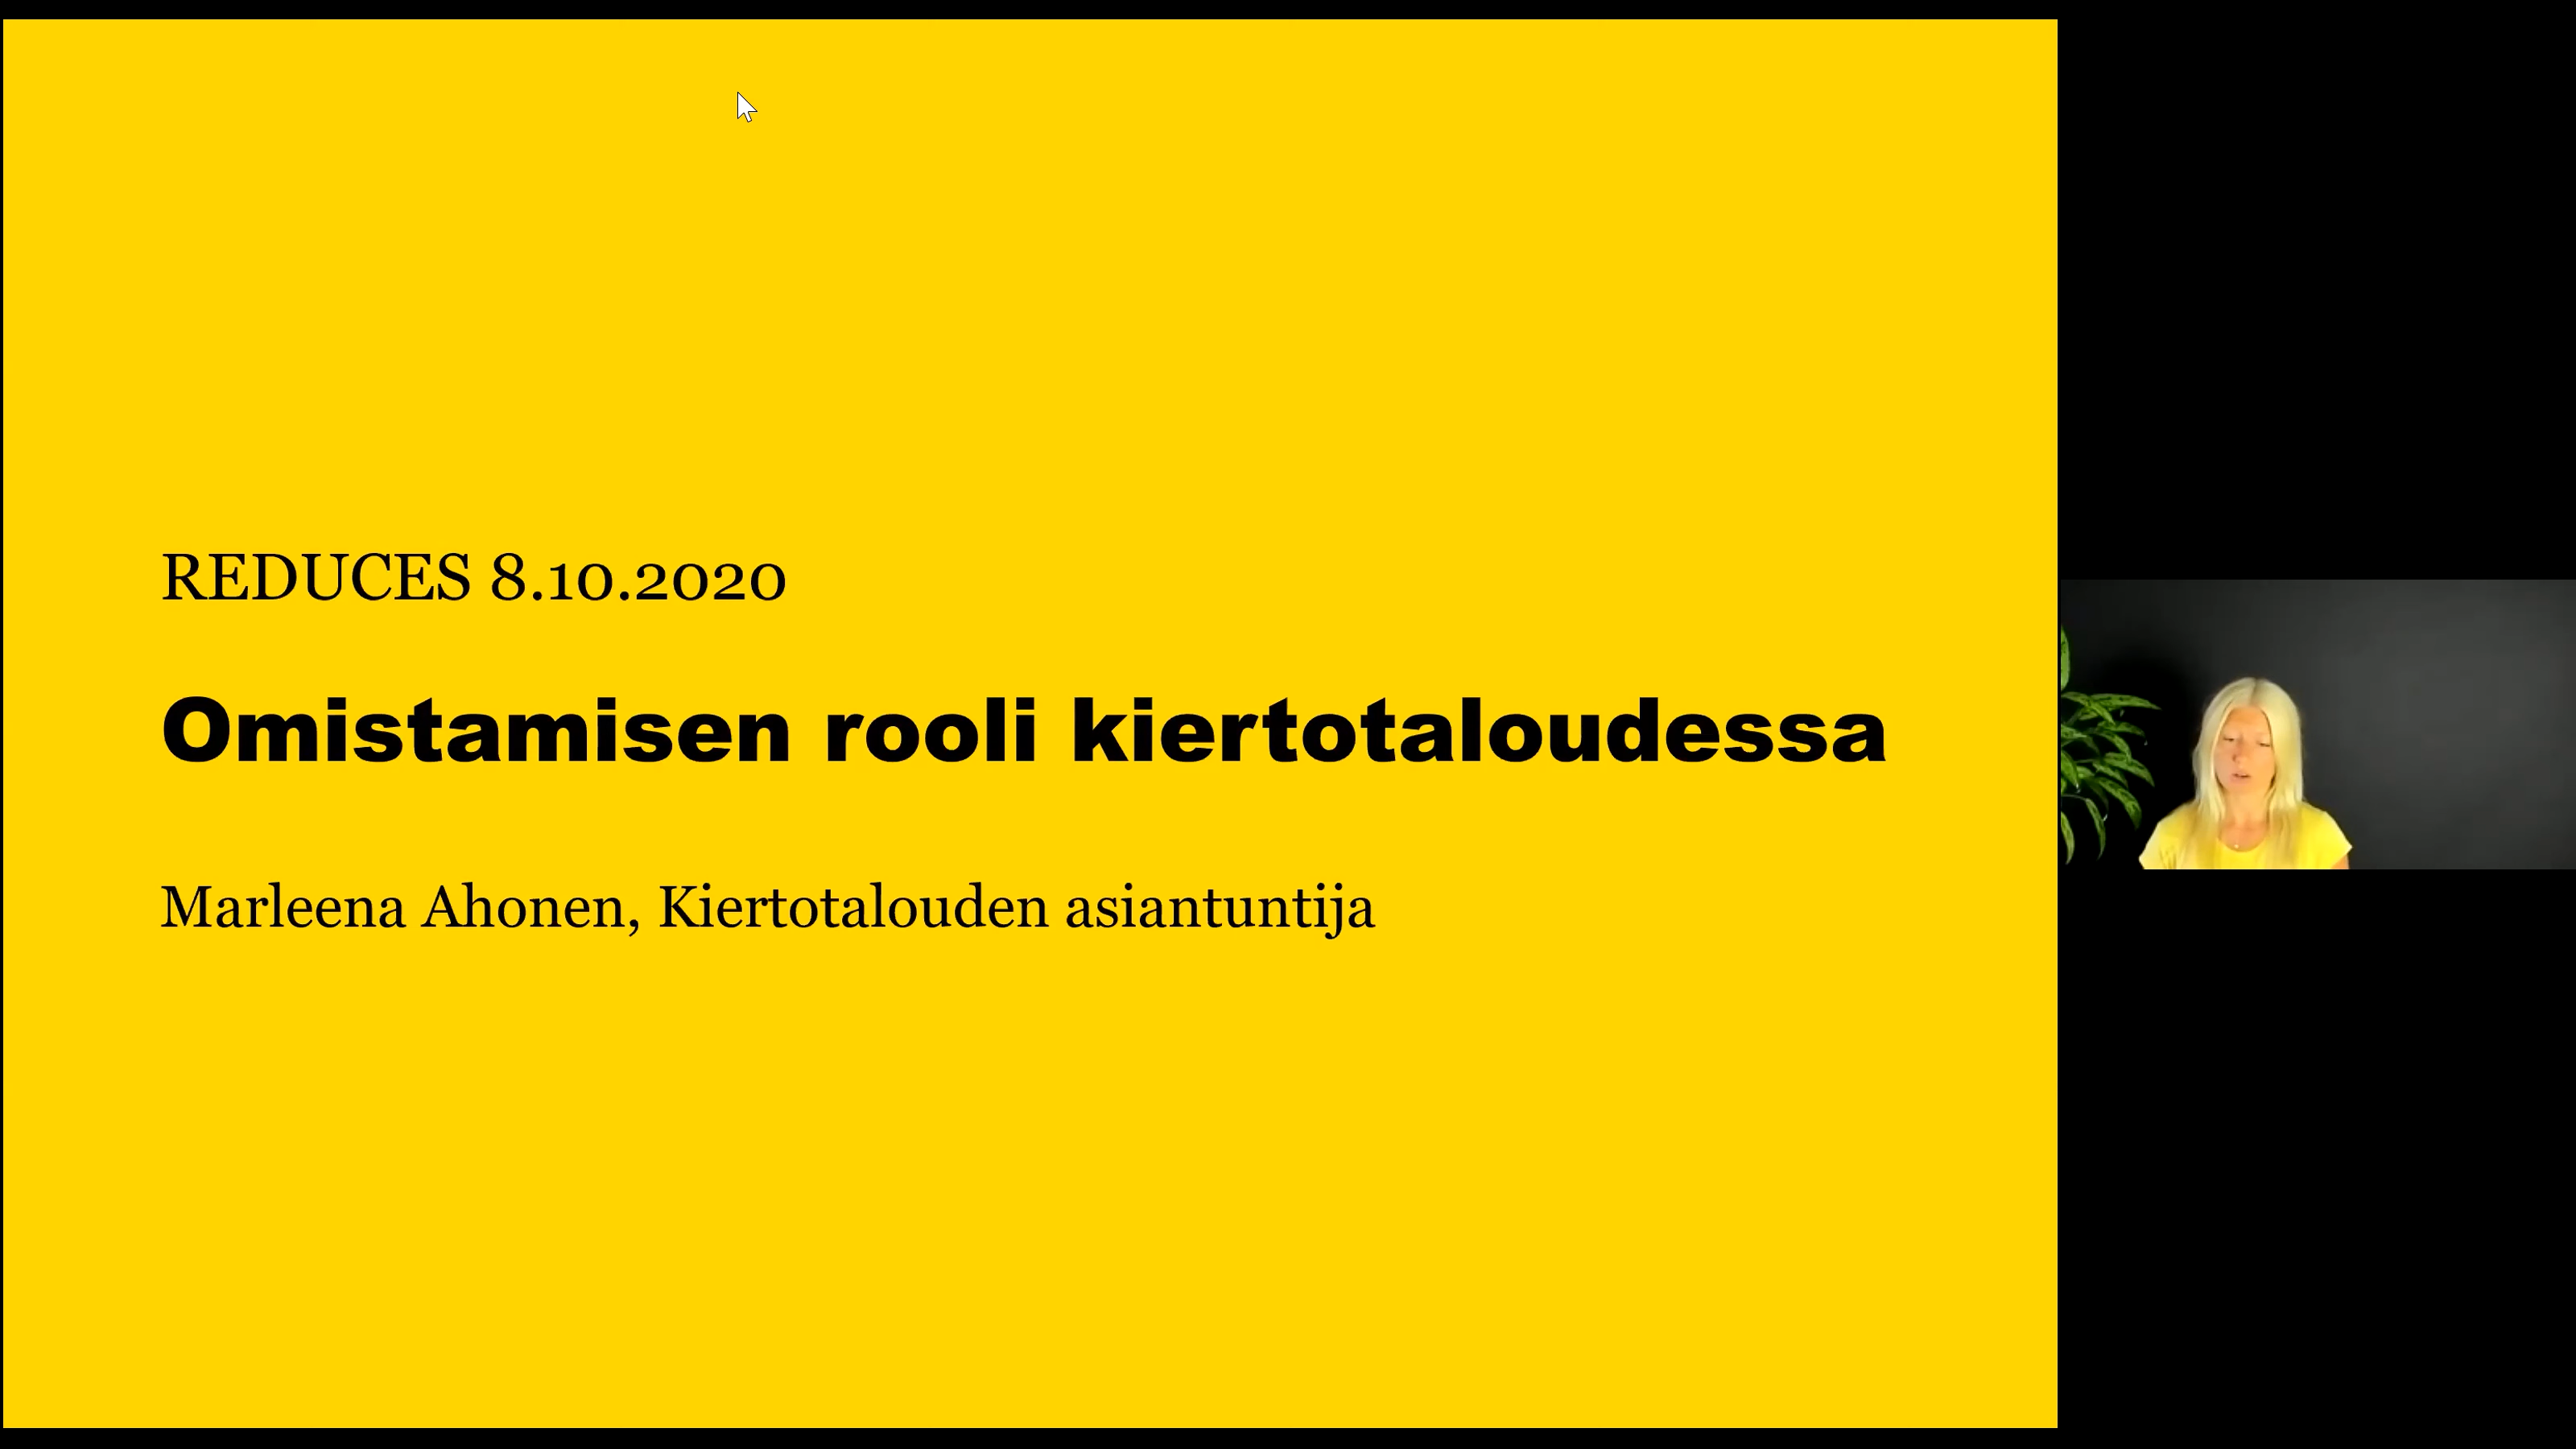 REDUCES 8.10.2020
Omistamisen rooli kiertotaloudessa
Marleena Ahonen, Kiertotalouden asiantuntija